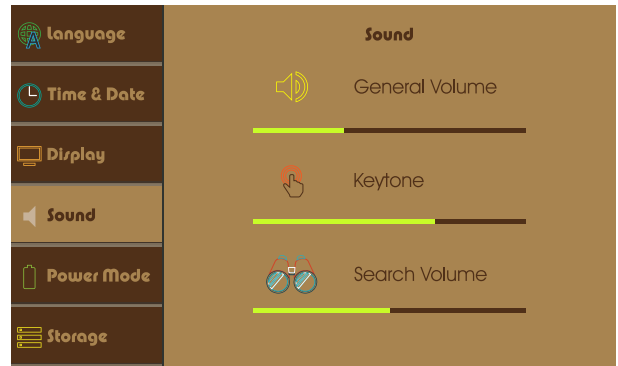 Language
Time & Date
Display
Sound
Power Mode
Storage
Sound
General Volume
Keytone
Search Volume